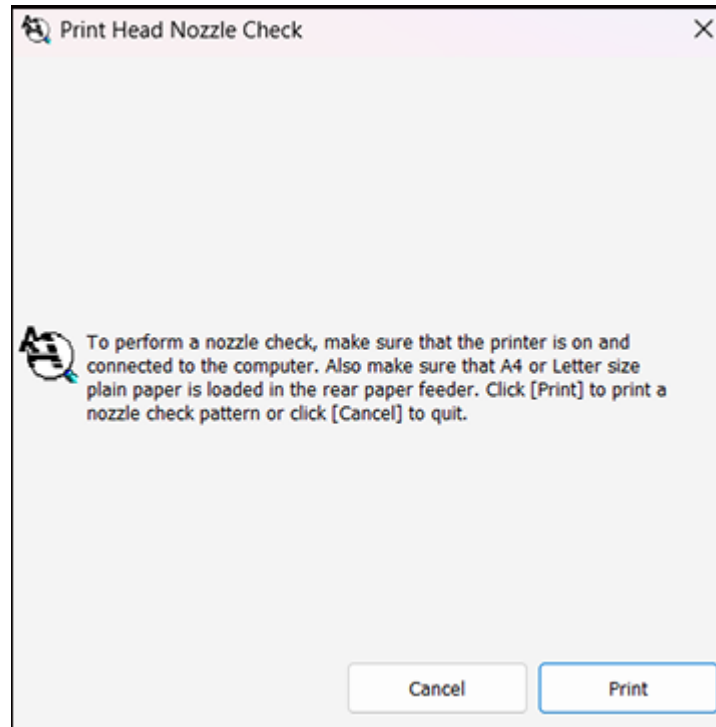 Print Head Nozzle Check
To perform a nozzle check, make sure that the printer is on and
connected to the computer. Also make sure that A4 or Letter size
plain paper is loaded in the rear paper feeder. Click [Print] to print a
nozzle check pattern or click [Cancel] to quit.
Cancel
Print